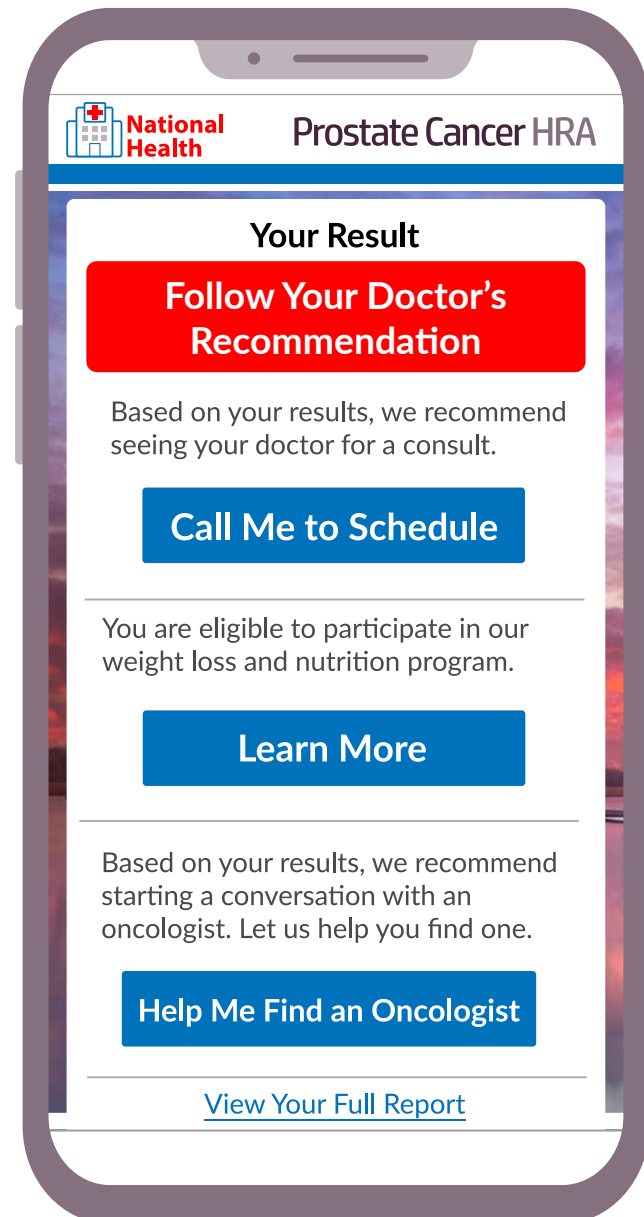 National
Health
Prostate Cancer HRA
Your Result
Follow Your Doctor’s
Recommendation
Based on your results, we recommend
seeing your doctor for a consult.
Call Me to Schedule
You are eligible to participate in our
weight loss and nutrition program.
Learn More
Based on your results, we recommend
starting a conversation with an
oncologist. Let us help you find one.
Help Me Find an Oncologist
View Your Full Report